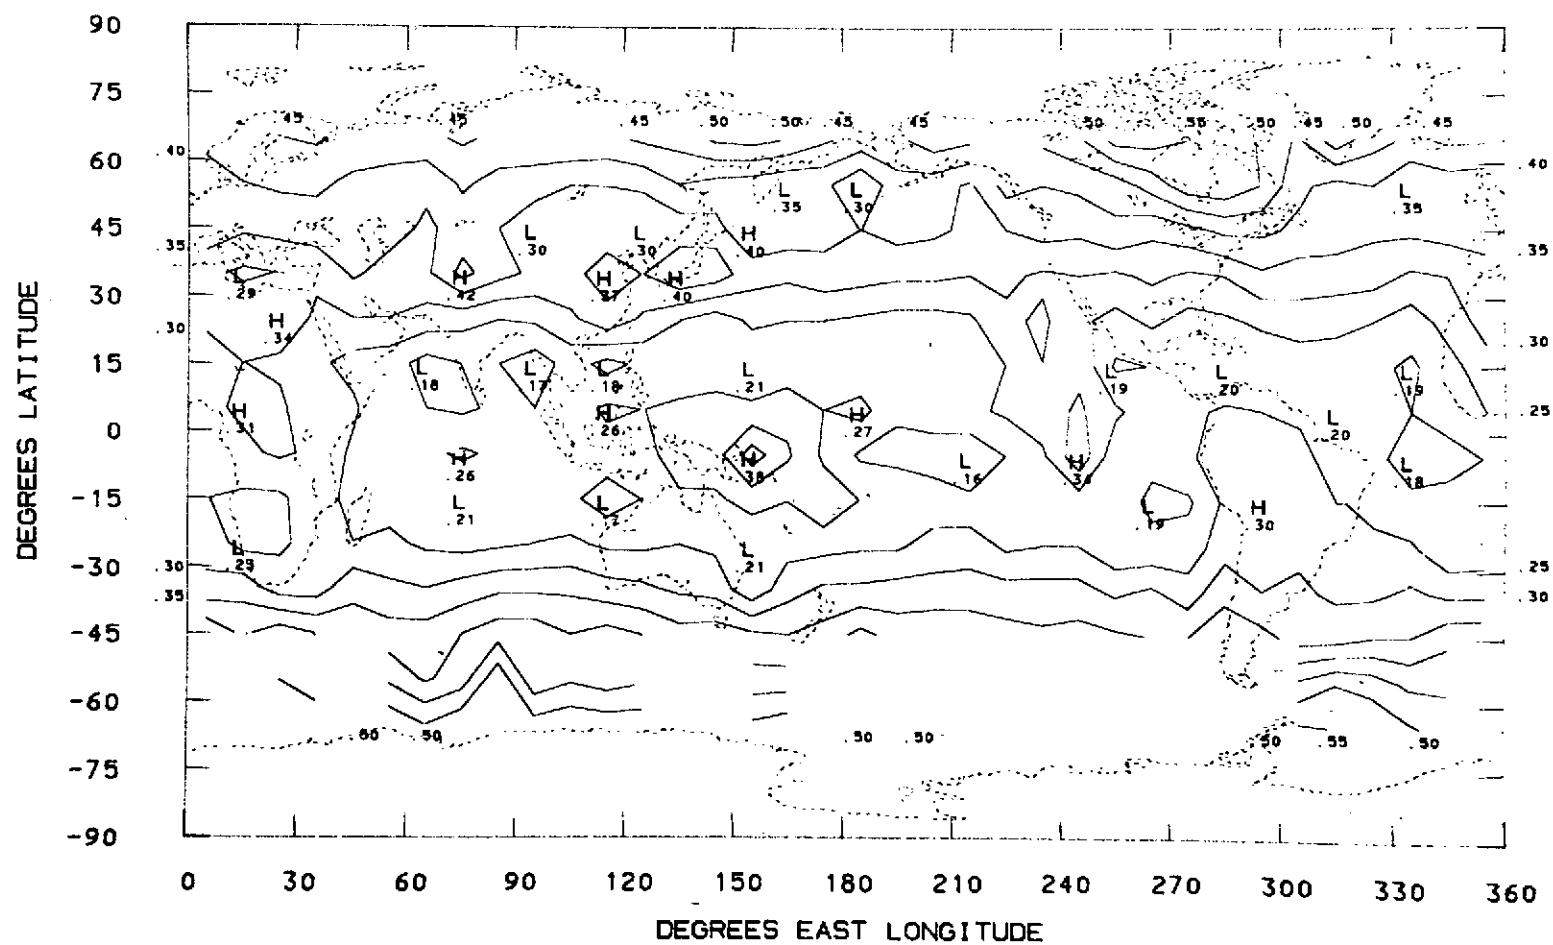 90
75
.45 .45 .45 .50 .50 .45 .45 .50 .55 .50 .45 .50 .45
60 .40 .40
L .35 L .30 L .35
45 .35 L .30 L .30 H .40 .35
L .29 H .42 H .37 H .40
30
.30 H .34 .30
15 L .18 L .17 L .18 L .21 L .19 L .20 L .19
H .31 H .26 H .27 L .20 .25
0
H .26 H .38 L .16 H L .18
-15 L .21 L L .19 H .30
L .23 L .21
-30 .30 .25
.35 .30
-45
-60
.50 .50 .50 .50 .50 .55 .50
-75
-90
0 30 60 90 120 150 180 210 240 270 300 330 360
DEGREES EAST LONGITUDE
DEGREES LATITUDE